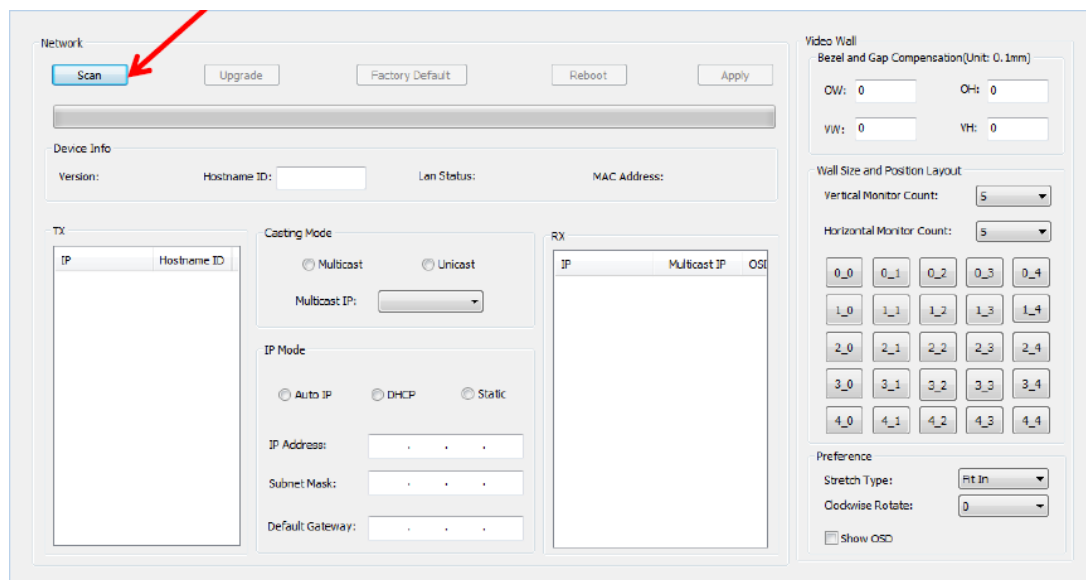 Network
Scan Upgrade Factory Default Reboot Apply
Device Info
Version: Hostname ID: Lan Status: MAC Address:
TX
IP Hostname ID
Casting Mode
Multicast Unicast
Multicast IP:
IP Mode
Auto IP DHCP Static
IP Address: . . .
Subnet Mask: . . .
Default Gateway: . . .
RX
IP Multicast IP OSI
Video Wall
Bezel and Gap Compensation(Unit: 0.1mm)
OW: 0 OH: 0
VW: 0 VH: 0
Wall Size and Position Layout
Vertical Monitor Count: 5
Horizontal Monitor Count: 5
0_0 0_1 0_2 0_3 0_4
1_0 1_1 1_2 1_3 1_4
2_0 2_1 2_2 2_3 2_4
3_0 3_1 3_2 3_3 3_4
4_0 4_1 4_2 4_3 4_4
Preference
Stretch Type: Fit In
Clockwise Rotate: 0
Show OSD